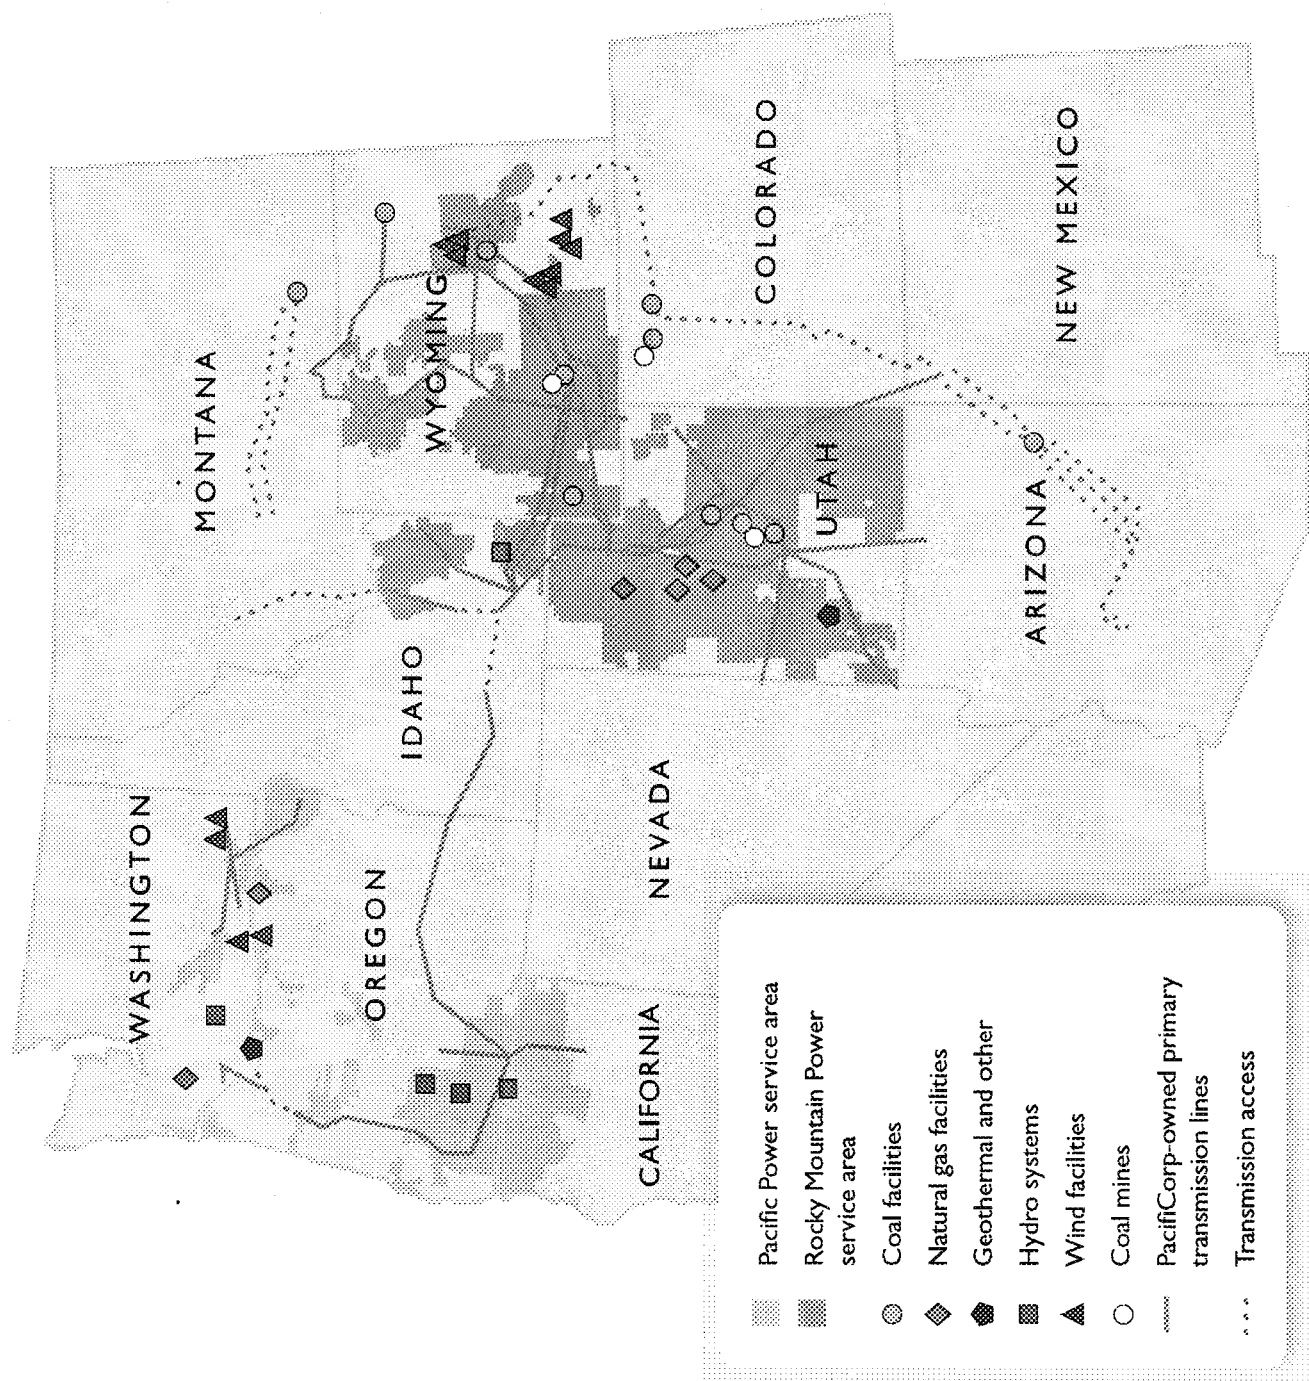 WASHINGTON
MONTANA
OREGON
IDAHO
WYOMING
CALIFORNIA
NEVADA
UTAH
COLORADO
ARIZONA
NEW MEXICO
Pacific Power service area
Rocky Mountain Power
service area
Coal facilities
Natural gas facilities
Geothermal and other
Hydro systems
Wind facilities
Coal mines
PacifiCorp-owned primary
transmission lines
Transmission access